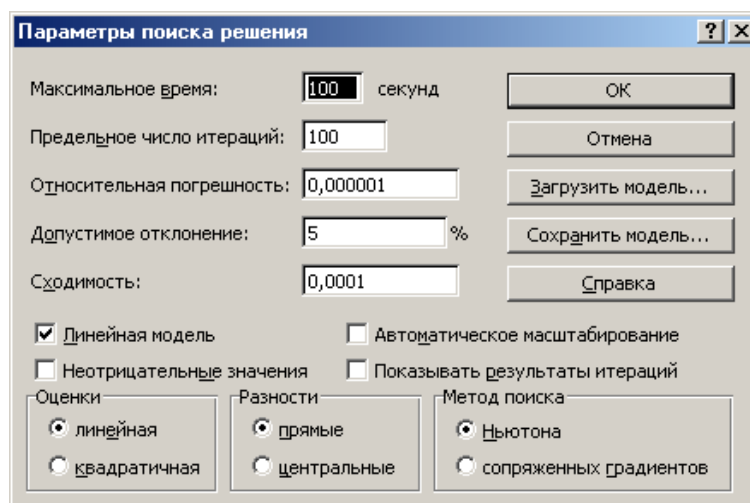 Параметры поиска решения
Максимальное время: 100 секунд
ОК
Предельное число итераций: 100
Отмена
Относительная погрешность: 0,000001
Загрузить модель...
Допустимое отклонение: 5 %
Сохранить модель...
Сходимость: 0,0001
Справка
Линейная модель
Автоматическое масштабирование
Неотрицательные значения
Показывать результаты итераций
Оценки
Разности
Метод поиска
линейная
прямые
Ньютона
квадратичная
центральные
сопряженных градиентов